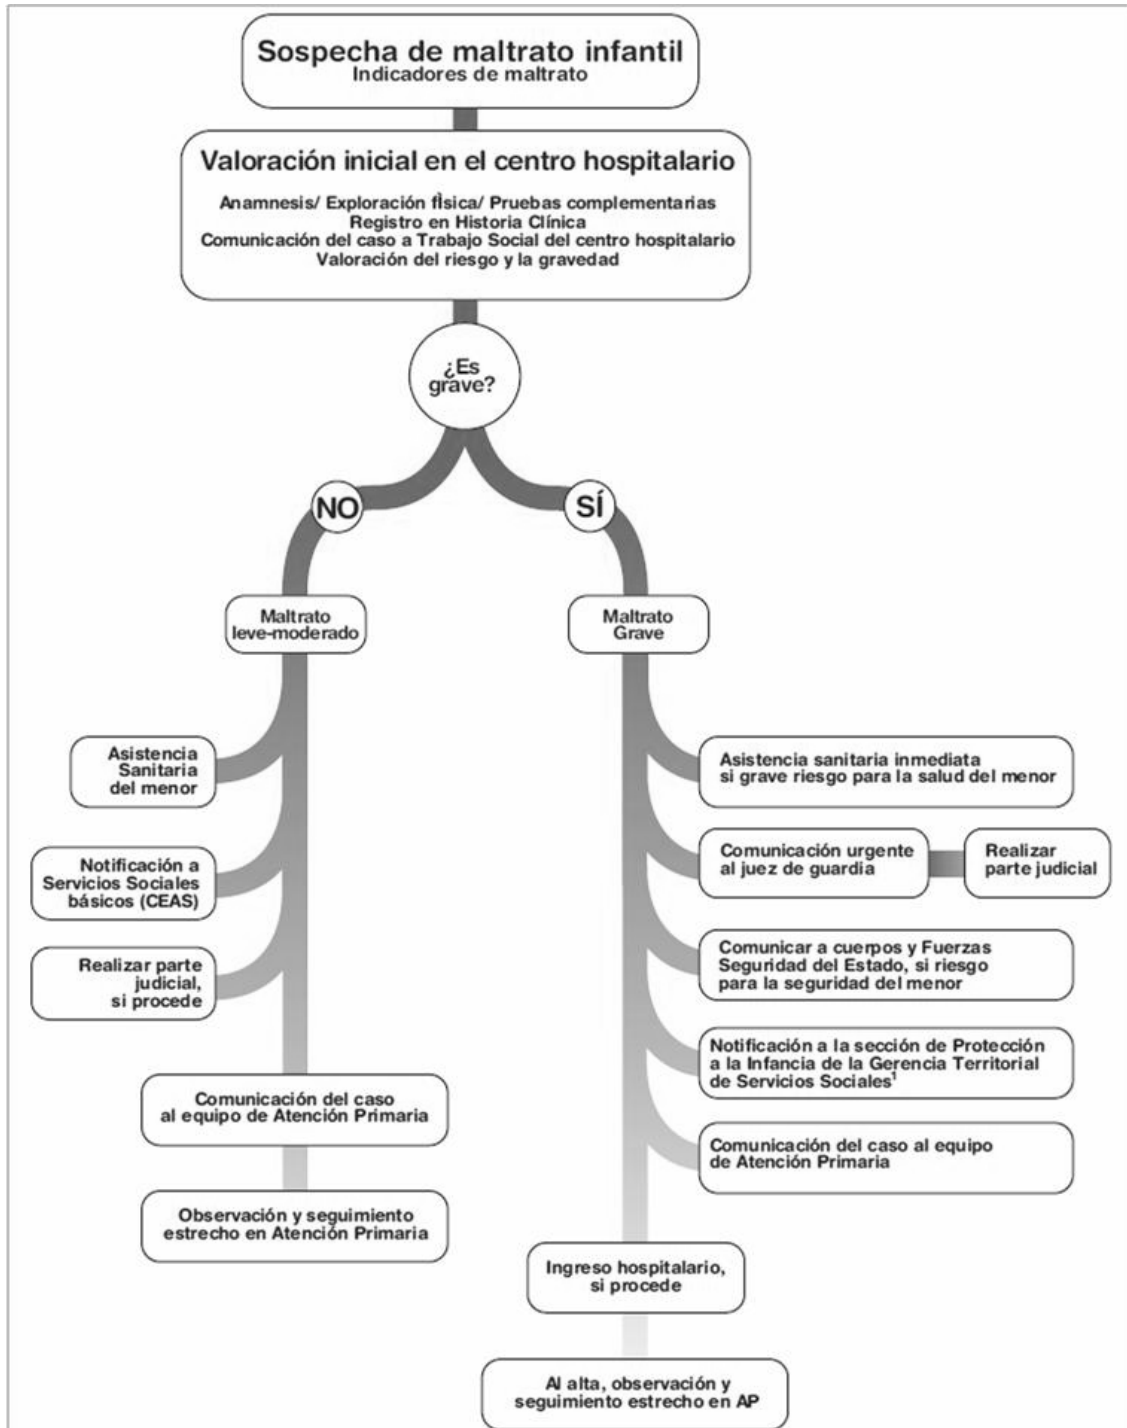 Sospecha de maltrato infantil
Indicadores de maltrato
Valoración inicial en el centro hospitalario
Anamnesis/ Exploración fÌsica/ Pruebas complementarias
Registro en Historia Clínica
Comunicación del caso a Trabajo Social del centro hospitalario
Valoración del riesgo y la gravedad
¿Es
grave?
NO
SÍ
Maltrato
leve-moderado
Asistencia
Sanitaria
del menor
Notificación a
Servicios Sociales
básicos (CEAS)
Realizar parte
judicial,
si procede
Comunicación del caso
al equipo de Atención Primaria
Observación y seguimiento
estrecho en Atención Primaria
Maltrato
Grave
Asistencia sanitaria inmediata
si grave riesgo para la salud del menor
Comunicación urgente
al juez de guardia
Realizar
parte judicial
Comunicar a cuerpos y Fuerzas
Seguridad del Estado, si riesgo
para la seguridad del menor
Notificación a la sección de Protección
a la Infancia de la Gerencia Territorial
de Servicios Sociales¹
Comunicación del caso al equipo
de Atención Primaria
Ingreso hospitalario,
si procede
Al alta, observación y
seguimiento estrecho en AP